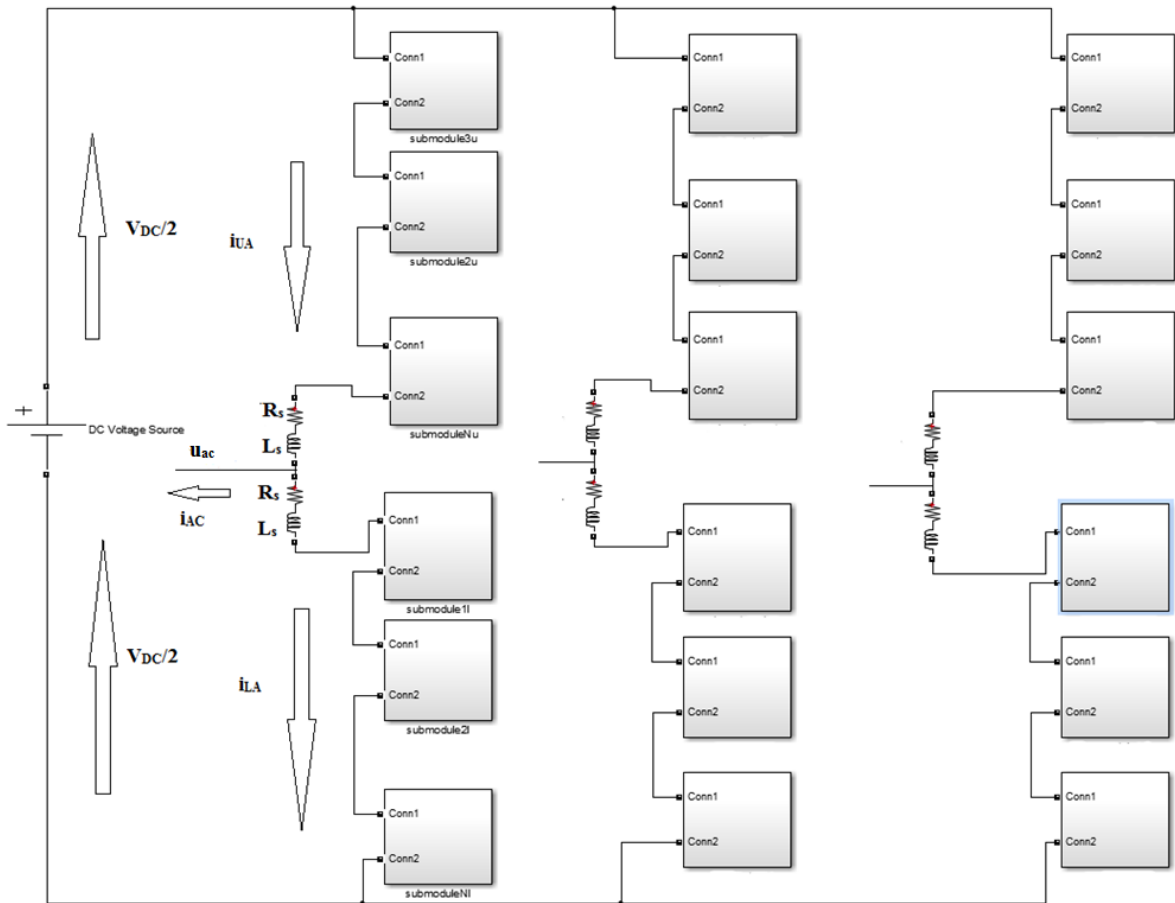 Conn1
Conn2
submodule3u
Conn1
Conn2
submodule2u
Conn1
Conn2
submoduleNu
VDC/2
iUA
+
DC Voltage Source
Rs
Ls
uac
iAC
Rs
Ls
Conn1
Conn2
submodule1l
Conn1
Conn2
submodule2l
Conn1
Conn2
submoduleNl
VDC/2
iLA
Conn1
Conn2
Conn1
Conn2
Conn1
Conn2
Conn1
Conn2
Conn1
Conn2
Conn1
Conn2
Conn1
Conn2
Conn1
Conn2
Conn1
Conn2
Conn1
Conn2
Conn1
Conn2
Conn1
Conn2